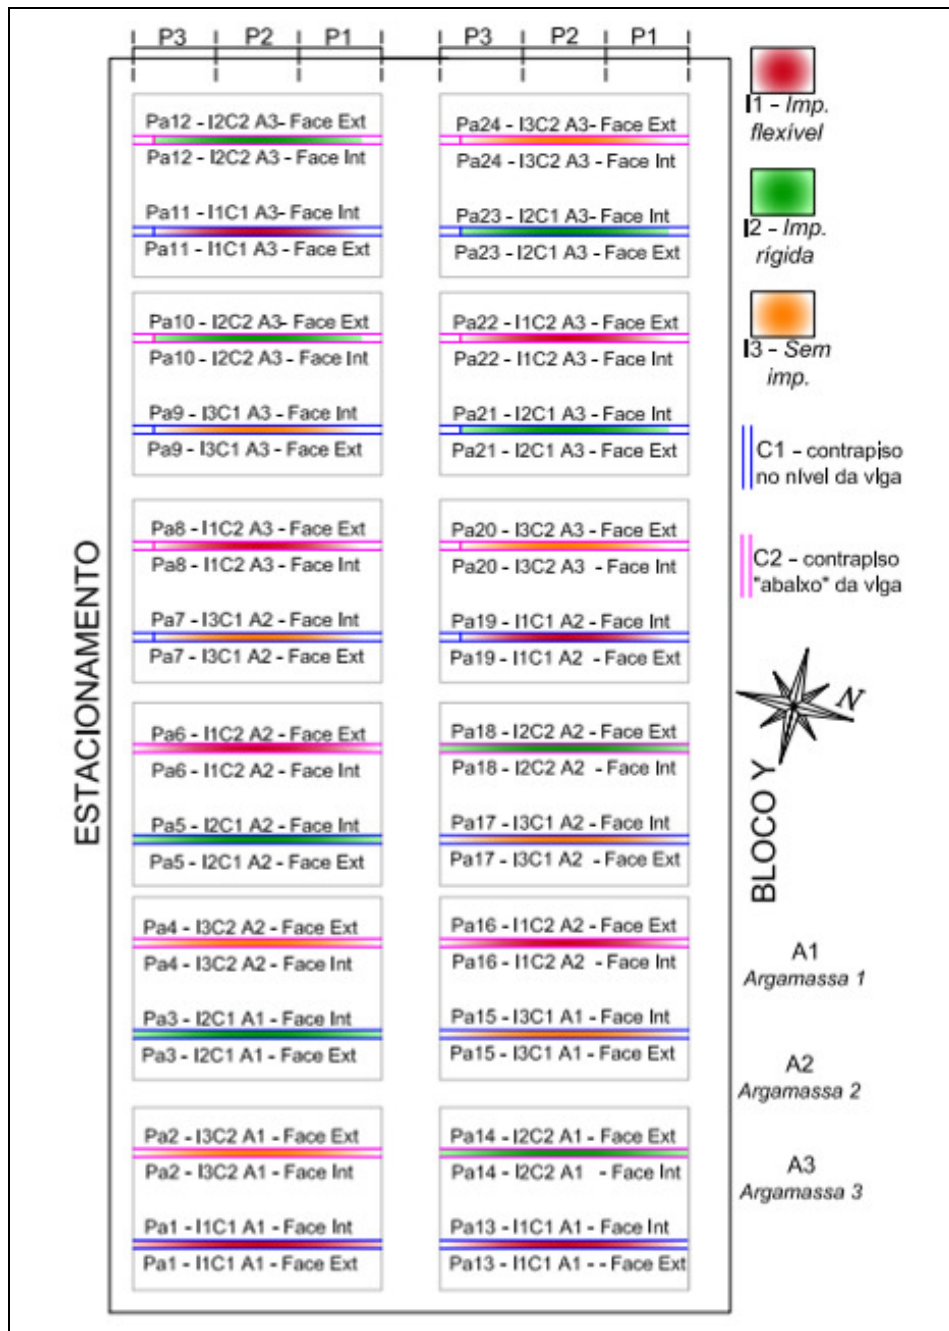 P3 P2 P1
P3 P2 P1
Pa12 - I2C2 A3- Face Ext
Pa12 - I2C2 A3 - Face Int
Pa11 - I1C1 A3- Face Int
Pa11 - I1C1 A3 - Face Ext
Pa10 - I2C2 A3- Face Ext
Pa10 - I2C2 A3 - Face Int
Pa9 - I3C1 A3 - Face Int
Pa9 - I3C1 A3 - Face Ext
Pa8 - I1C2 A3 - Face Ext
Pa8 - I1C2 A3 - Face Int
Pa7 - I3C1 A2 - Face Int
Pa7 - I3C1 A2 - Face Ext
Pa6 - I1C2 A2 - Face Ext
Pa6 - I1C2 A2 - Face Int
Pa5 - I2C1 A2 - Face Int
Pa5 - I2C1 A2 - Face Ext
Pa4 - I3C2 A2 - Face Ext
Pa4 - I3C2 A2 - Face Int
Pa3 - I2C1 A1 - Face Int
Pa3 - I2C1 A1 - Face Ext
Pa2 - I3C2 A1 - Face Ext
Pa2 - I3C2 A1 - Face Int
Pa1 - I1C1 A1 - Face Int
Pa1 - I1C1 A1 - Face Ext
Pa24 - I3C2 A3- Face Ext
Pa24 - I3C2 A3 - Face Int
Pa23 - I2C1 A3 - Face Int
Pa23 - I2C1 A3 - Face Ext
Pa22 - I1C2 A3 - Face Ext
Pa22 - I1C2 A3 - Face Int
Pa21 - I2C1 A3 - Face Int
Pa21 - I2C1 A3 - Face Ext
Pa20 - I3C2 A3 - Face Ext
Pa20 - I3C2 A3 - Face Int
Pa19 - I1C1 A2 - Face Int
Pa19 - I1C1 A2 - Face Ext
Pa18 - I2C2 A2 - Face Ext
Pa18 - I2C2 A2 - Face Int
Pa17 - I3C1 A2 - Face Int
Pa17 - I3C1 A2 - Face Ext
Pa16 - I1C2 A2 - Face Ext
Pa16 - I1C2 A2 - Face Int
Pa15 - I3C1 A1 - Face Int
Pa15 - I3C1 A1 - Face Ext
Pa14 - I2C2 A1 - Face Ext
Pa14 - I2C2 A1 - Face Int
Pa13 - I1C1 A1 - Face Int
Pa13 - I1C1 A1 - - Face Ext
ESTACIONAMENTO
I1 - Imp.
flexível
I2 - Imp.
rígida
I3 - Sem
imp.
C1 - contrapiso
no nível da viga
C2 - contrapiso
"abaixo" da viga
N
BLOCO Y
A1
Argamassa 1
A2
Argamassa 2
A3
Argamassa 3